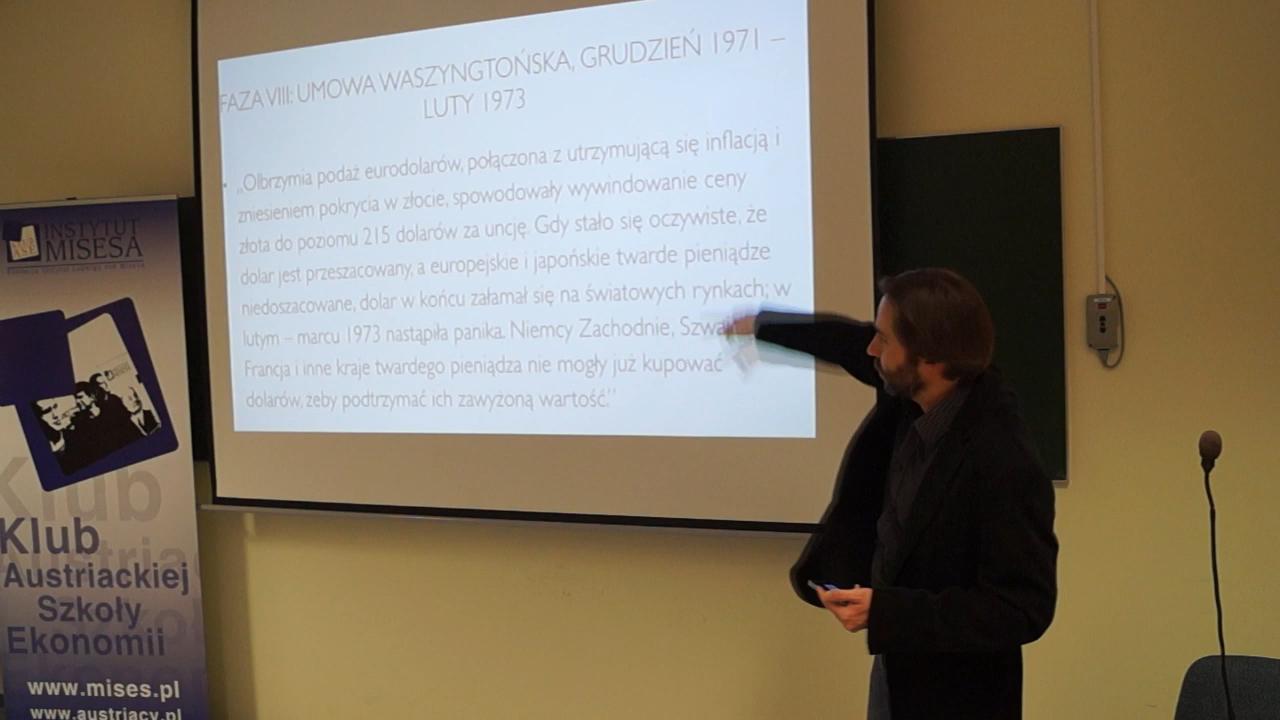 FAZA VIII: UMOWA WASZYNGTOŃSKA, GRUDZIEŃ 1971 –
LUTY 1973
• „Olbrzymia podaż eurodolarów, połączona z utrzymującą się inflacją i
zniesieniem pokrycia w złocie, spowodowały wywindowanie ceny
złota do poziomu 215 dolarów za uncję. Gdy stało się oczywiste, że
dolar jest przeszacowany, a europejskie i japońskie twarde pieniądze
niedoszacowane, dolar w końcu załamał się na światowych rynkach; w
lutym – marcu 1973 nastąpiła panika. Niemcy Zachodnie,
Francja i inne kraje twardego pieniądza nie mogły już kupować
dolarów, żeby podtrzymać ich zawyżoną wartość.”
INSTYTUT
MISESA
Klub
Klub
Austriackiej
Szkoły
Ekonomii
www.mises.pl
www.austriacy.pl